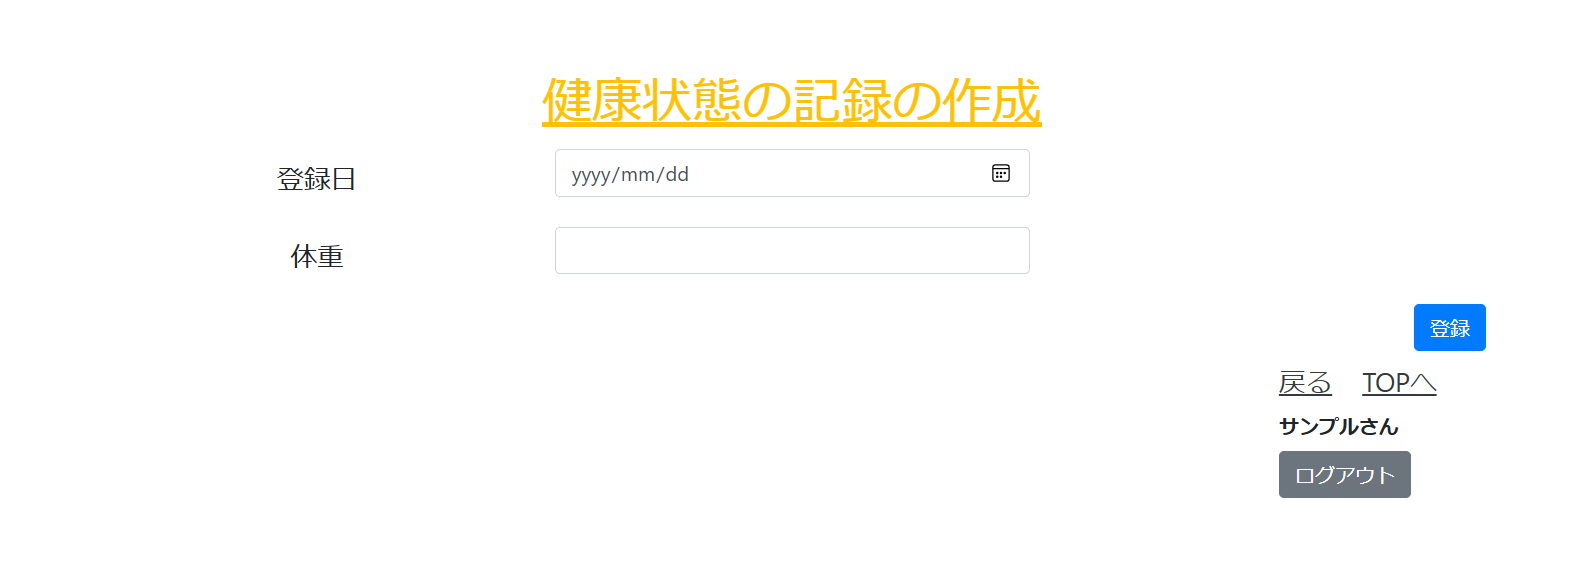 健康状態の記録の作成
登録日
yyyy/mm/dd
体重
登録
戻る TOPへ
サンプルさん
ログアウト